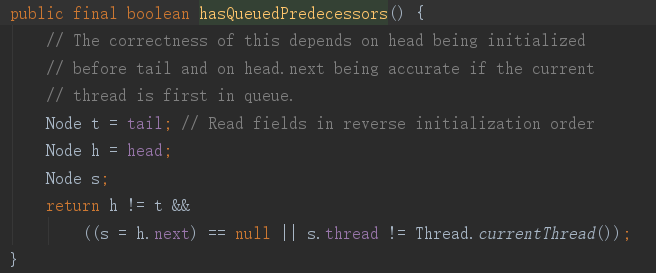 public final boolean hasQueuedPredecessors() {
// The correctness of this depends on head being initialized
// before tail and on head.next being accurate if the current
// thread is first in queue.
Node t = tail; // Read fields in reverse initialization order
Node h = head;
Node s;
return h != t &&
((s = h.next) == null || s.thread != Thread.currentThread());
}